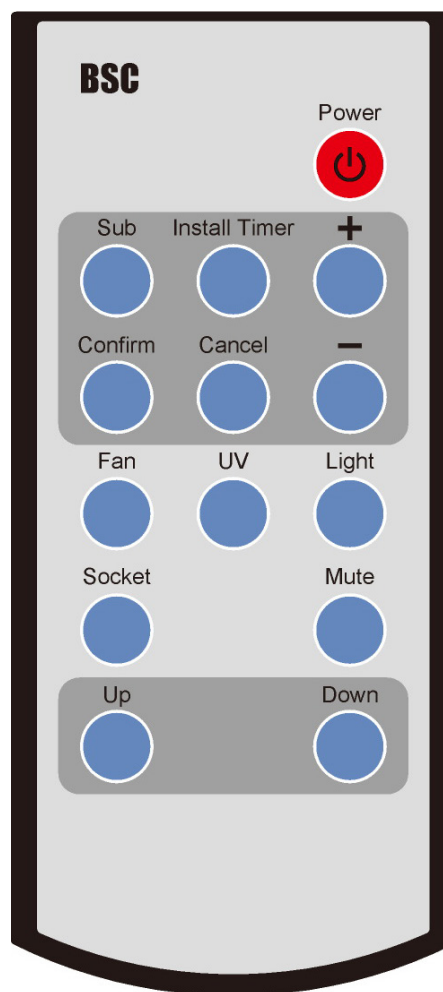 BSC
Power
Sub Install Timer +
Confirm Cancel −
Fan UV Light
Socket Mute
Up Down